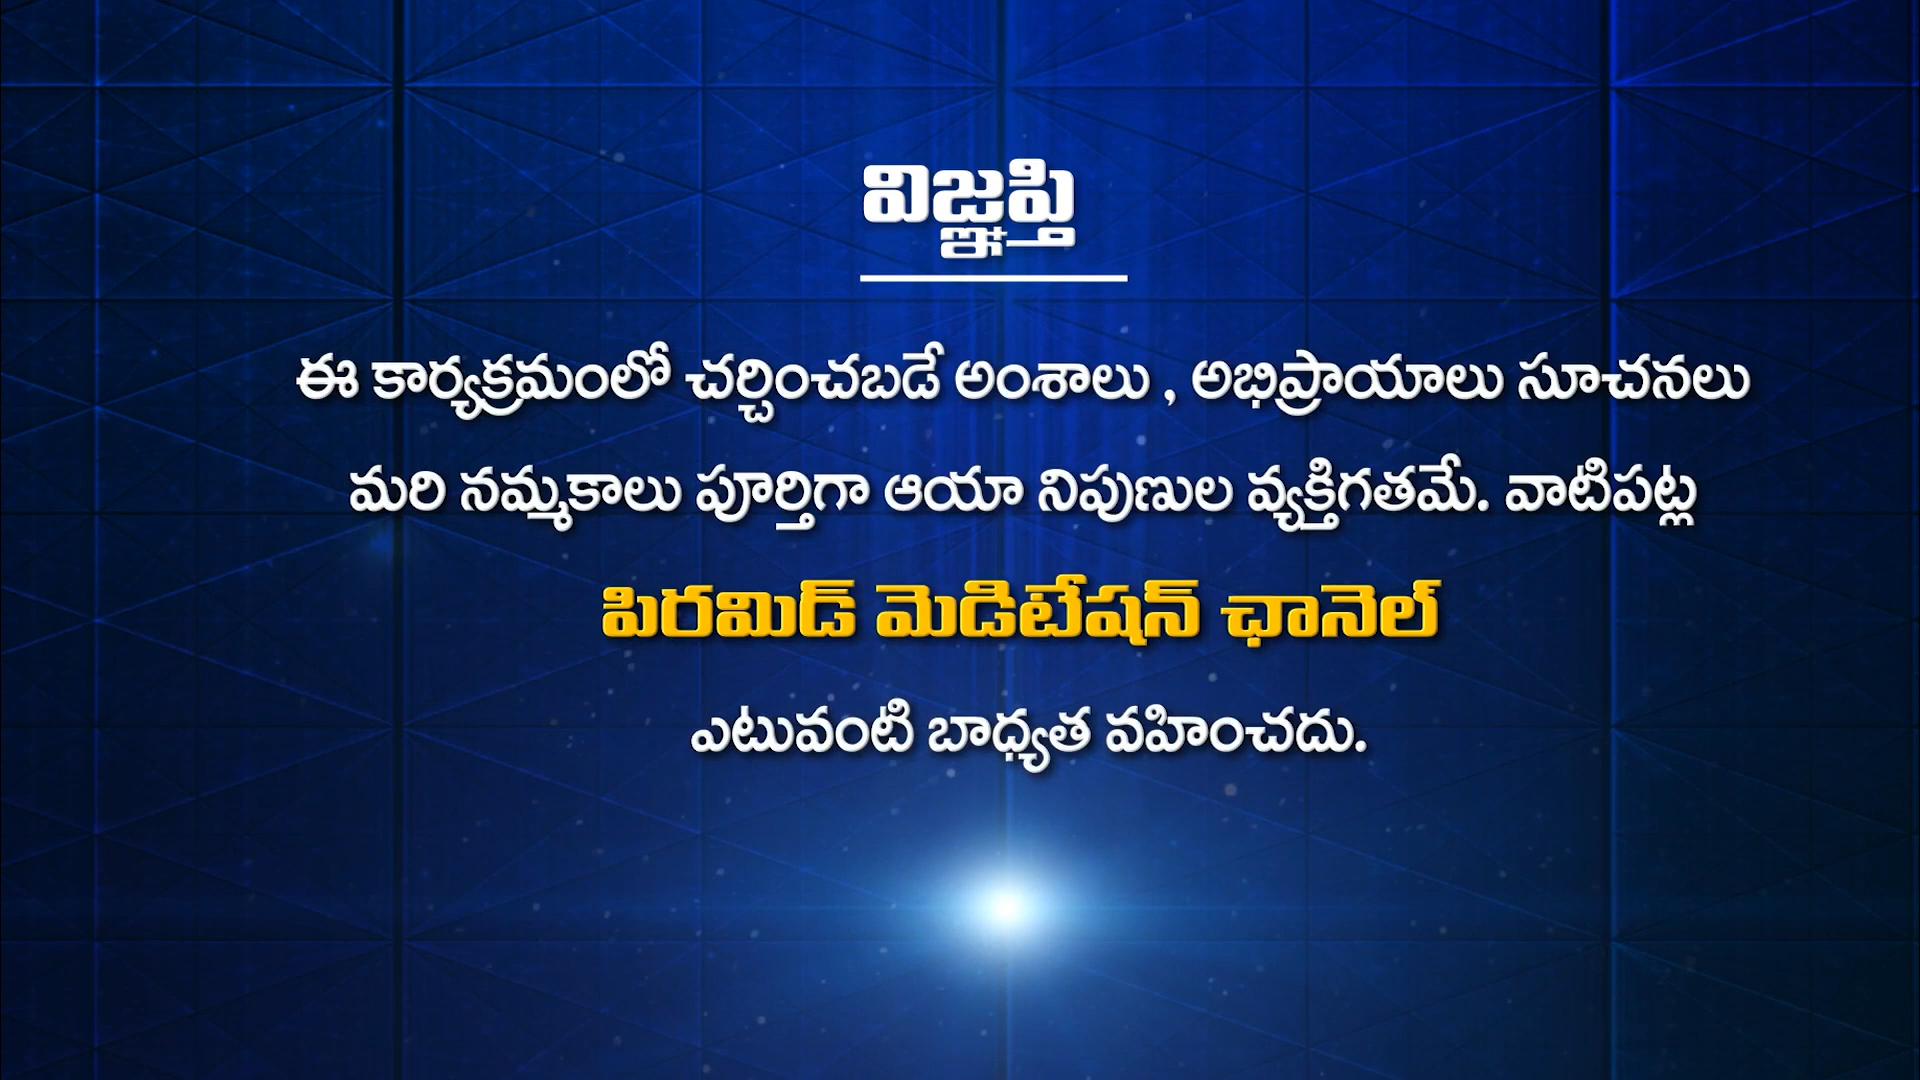 విజ్ఞప్తి
ఈ కార్యక్రమంలో చర్చించబడే అంశాలు , అభిప్రాయాలు సూచనలు
మరి నమ్మకాలు పూర్తిగా ఆయా నిపుణుల వ్యక్తిగతమే. వాటిపట్ల
పిరమిడ్ మెడిటేషన్ ఛానెల్
ఎటువంటి బాధ్యత వహించదు.